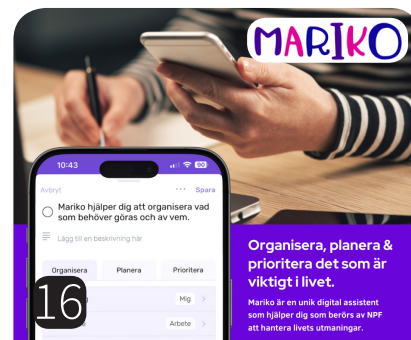 MARIKO
10:43
90
Avbryt
... Spara
Mariko hjälper dig att organisera vad
som behöver göras och av vem.
Lägg till en beskrivning här
Organisera Planera Prioritera
Mig >
Arbete >
16
Organisera, planera &
prioritera det som är
viktigt i livet.
Mariko är en unik digital assistent
som hjälper dig som berörs av NPF
att hantera livets utmaningar.